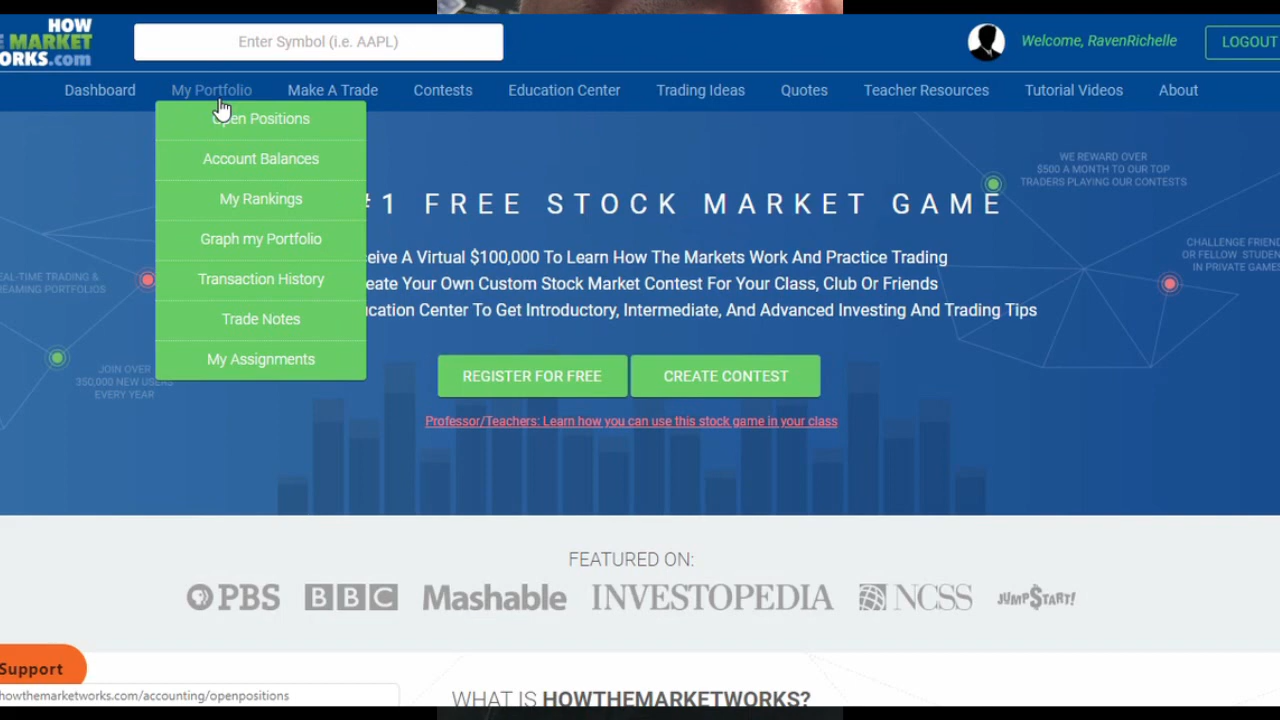 HOW
E MARKET
ORKS.com
Enter Symbol (i.e. AAPL)
Welcome, RavenRichelle
LOGOUT
Dashboard
My Portfolio
Make A Trade
Contests
Education Center
Trading Ideas
Quotes
Teacher Resources
Tutorial Videos
About
Open Positions
Account Balances
My Rankings
Graph my Portfolio
Transaction History
Trade Notes
My Assignments
WE REWARD OVER
$500 A MONTH TO OUR TOP
TRADERS PLAYING OUR CONTESTS
#1 FREE STOCK MARKET GAME
eive A Virtual $100,000 To Learn How The Markets Work And Practice Trading
eate Your Own Custom Stock Market Contest For Your Class, Club Or Friends
ucation Center To Get Introductory, Intermediate, And Advanced Investing And Trading Tips
CHALLENGE FRIEND
OR FELLOW STUDEN
IN PRIVATE GAMES
EAL-TIME TRADING &
REAMING PORTFOLIOS
JOIN OVER
350,000 NEW USERS
EVERY YEAR
REGISTER FOR FREE
CREATE CONTEST
Professor/Teachers: Learn how you can use this stock game in your class
FEATURED ON:
PBS
BBC
Mashable
INVESTOPEDIA
NCSS
JUMP$TART!
Support
howthemarketworks.com/accounting/openpositions
WHAT IS HOWTHEMARKETWORKS?